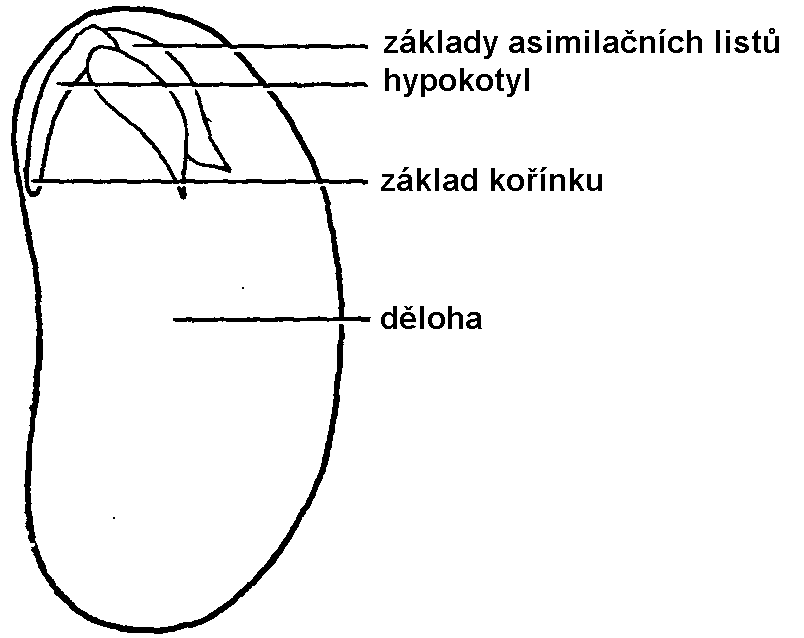 základy asimilačních listů
hypokotyl
základ kořínku
děloha